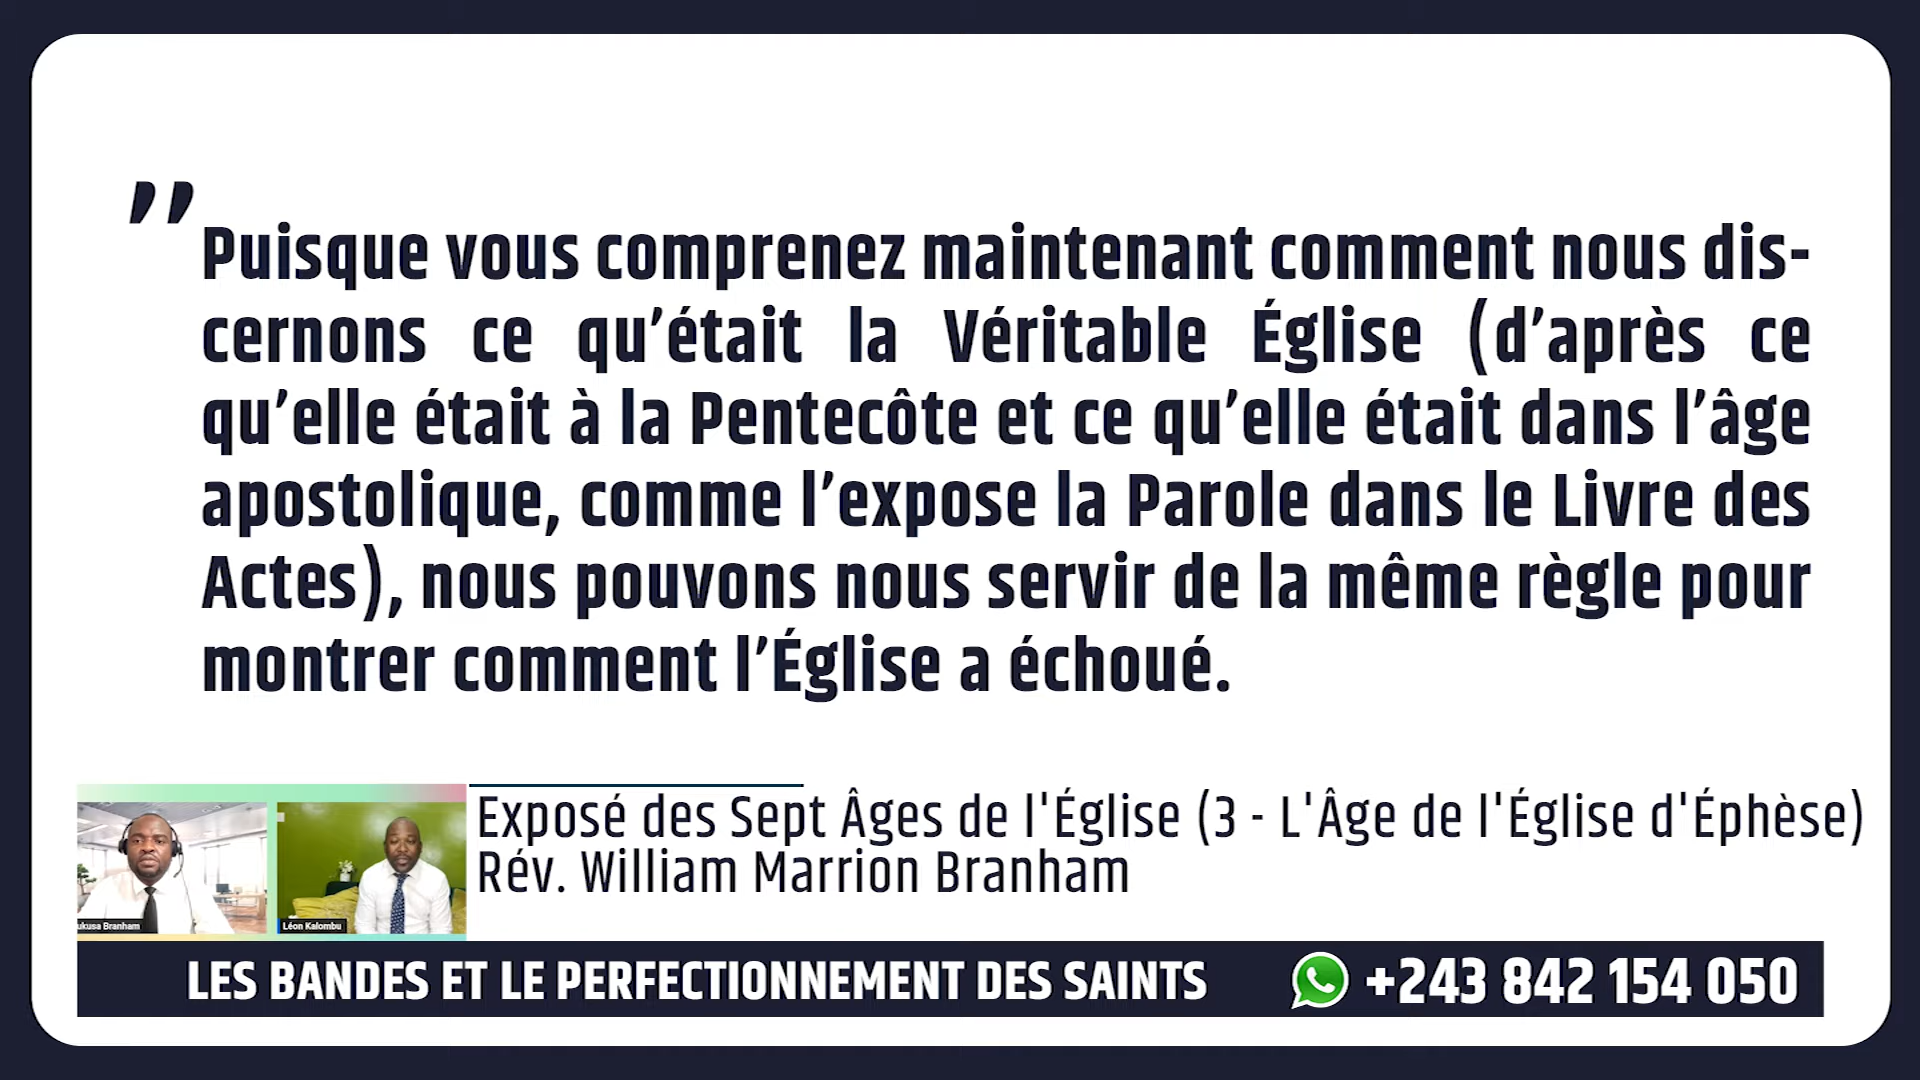 ”
Puisque vous comprenez maintenant comment nous dis-
cernons ce qu’était la Véritable Église (d’après ce
qu’elle était à la Pentecôte et ce qu’elle était dans l’âge
apostolique, comme l’expose la Parole dans le Livre des
Actes), nous pouvons nous servir de la même règle pour
montrer comment l’Église a échoué.
Exposé des Sept Âges de l'Église (3 - L'Âge de l'Église d'Éphèse)
Rév. William Marrion Branham
ukusa Branham
Léon Kalombu
LES BANDES ET LE PERFECTIONNEMENT DES SAINTS
+243 842 154 050